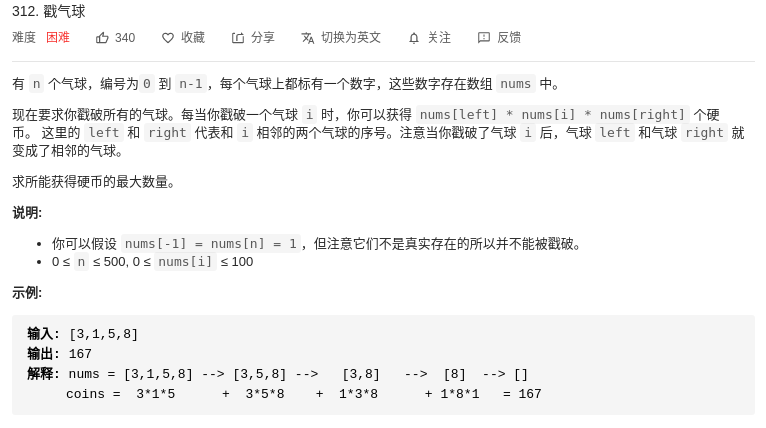 312. 戳气球
难度 困难 340 收藏 分享 切换为英文 关注 反馈
有 n 个气球，编号为0 到 n-1，每个气球上都标有一个数字，这些数字存在数组 nums 中。
现在要求你戳破所有的气球。每当你戳破一个气球 i 时，你可以获得 nums[left] * nums[i] * nums[right] 个硬
币。 这里的 left 和 right 代表和 i 相邻的两个气球的序号。注意当你戳破了气球 i 后，气球 left 和气球 right 就
变成了相邻的气球。
求所能获得硬币的最大数量。
说明:
• 你可以假设 nums[-1] = nums[n] = 1，但注意它们不是真实存在的所以并不能被戳破。
• 0 ≤ n ≤ 500, 0 ≤ nums[i] ≤ 100
示例:
输入: [3,1,5,8]
输出: 167
解释: nums = [3,1,5,8] --> [3,5,8] --> [3,8] --> [8] --> []
coins = 3*1*5 + 3*5*8 + 1*3*8 + 1*8*1 = 167